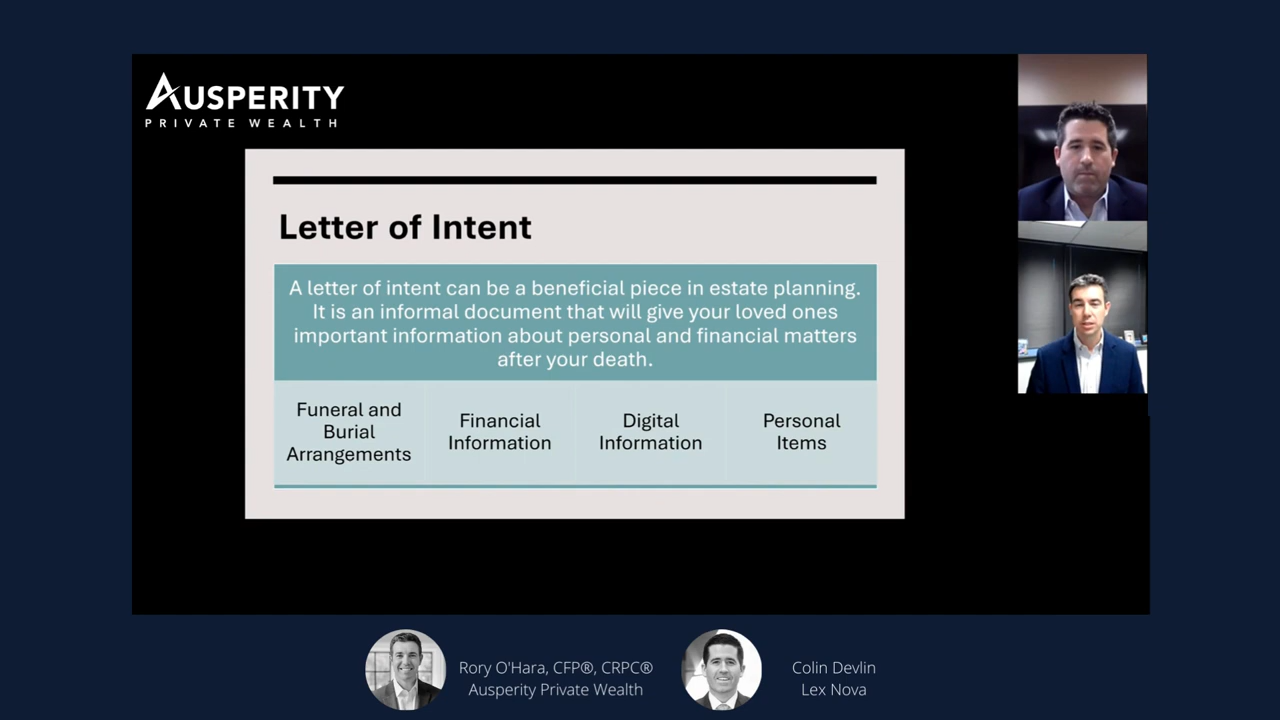 AUSPERITY
PRIVATE WEALTH
Letter of Intent
A letter of intent can be a beneficial piece in estate planning.
It is an informal document that will give your loved ones
important information about personal and financial matters
after your death.
Funeral and
Burial
Arrangements
Financial
Information
Digital
Information
Personal
Items
Rory O'Hara, CFP®, CRPC®
Ausperity Private Wealth
Colin Devlin
Lex Nova